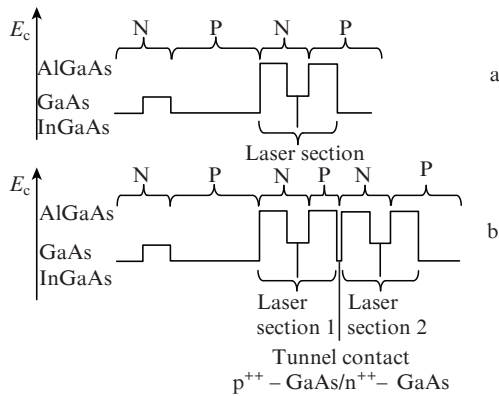 E_c
N P N P
AlGaAs
a
GaAs
InGaAs
Laser section
E_c
N P N P N P
AlGaAs
b
GaAs
InGaAs
Laser Laser
section 1 section 2
Tunnel contact
p⁺⁺ – GaAs/n⁺⁺– GaAs